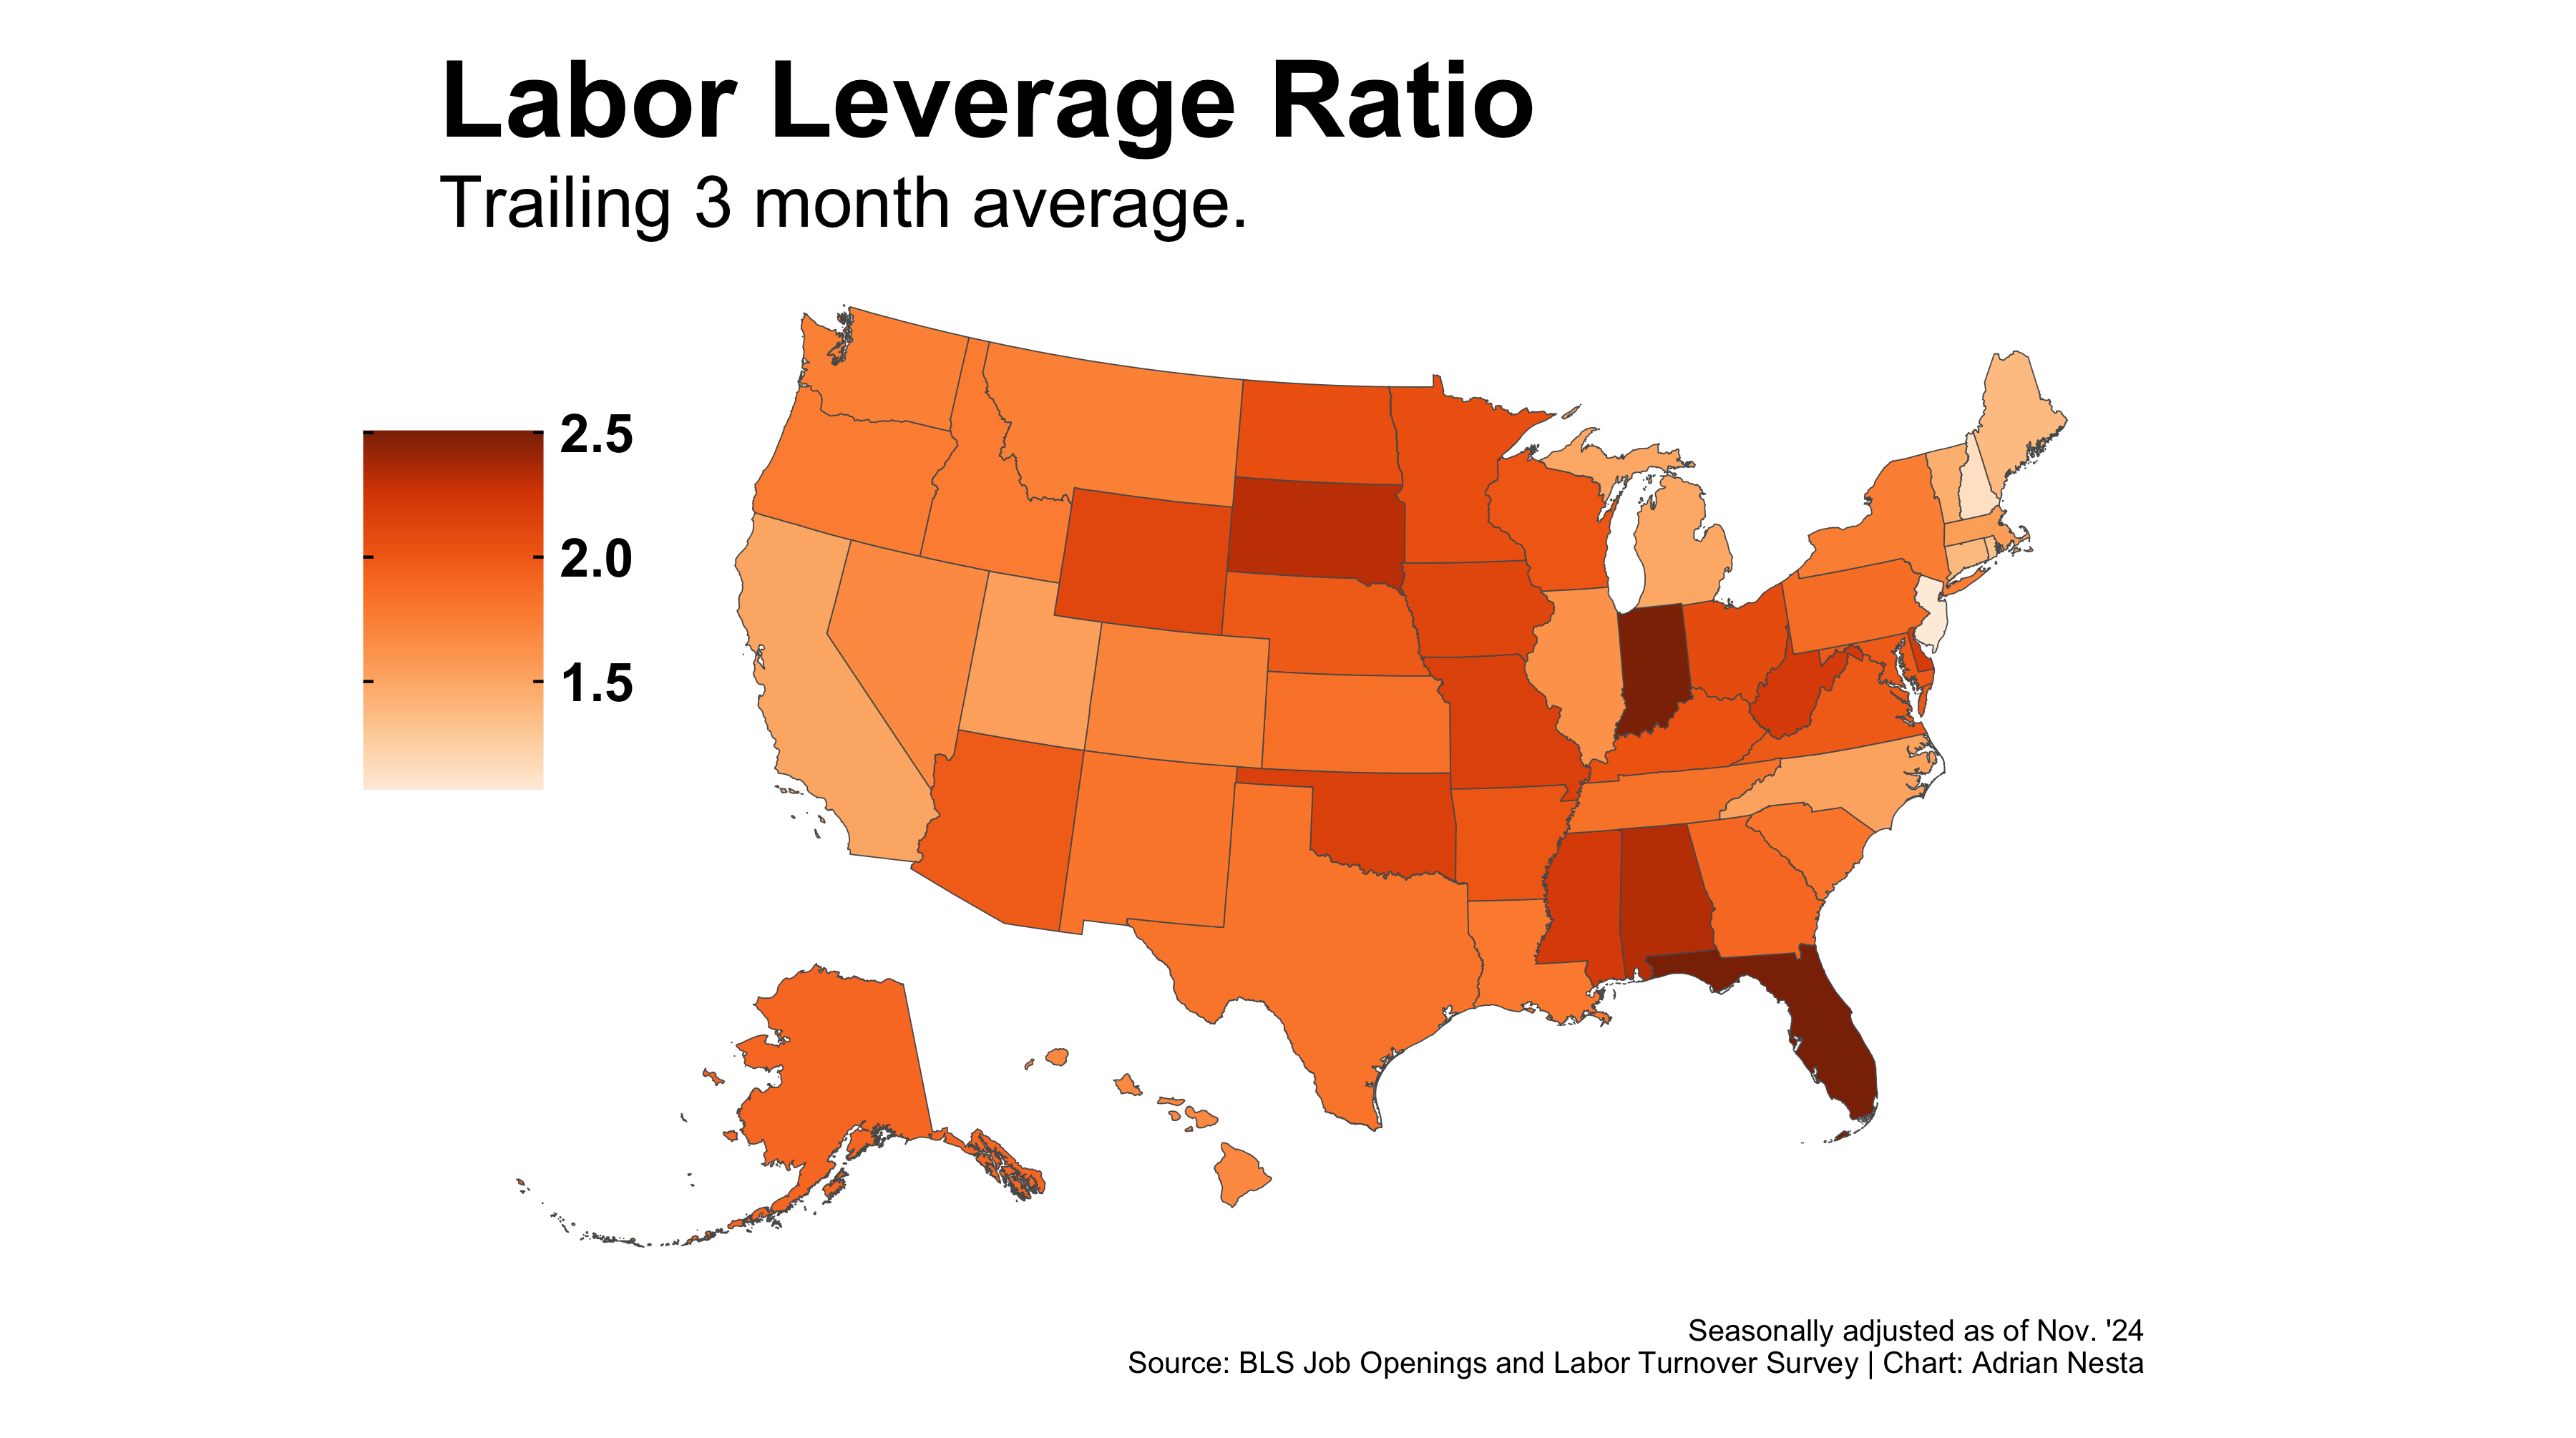 Labor Leverage Ratio
Trailing 3 month average.
2.5
2.0
1.5
Seasonally adjusted as of Nov. '24
Source: BLS Job Openings and Labor Turnover Survey | Chart: Adrian Nesta